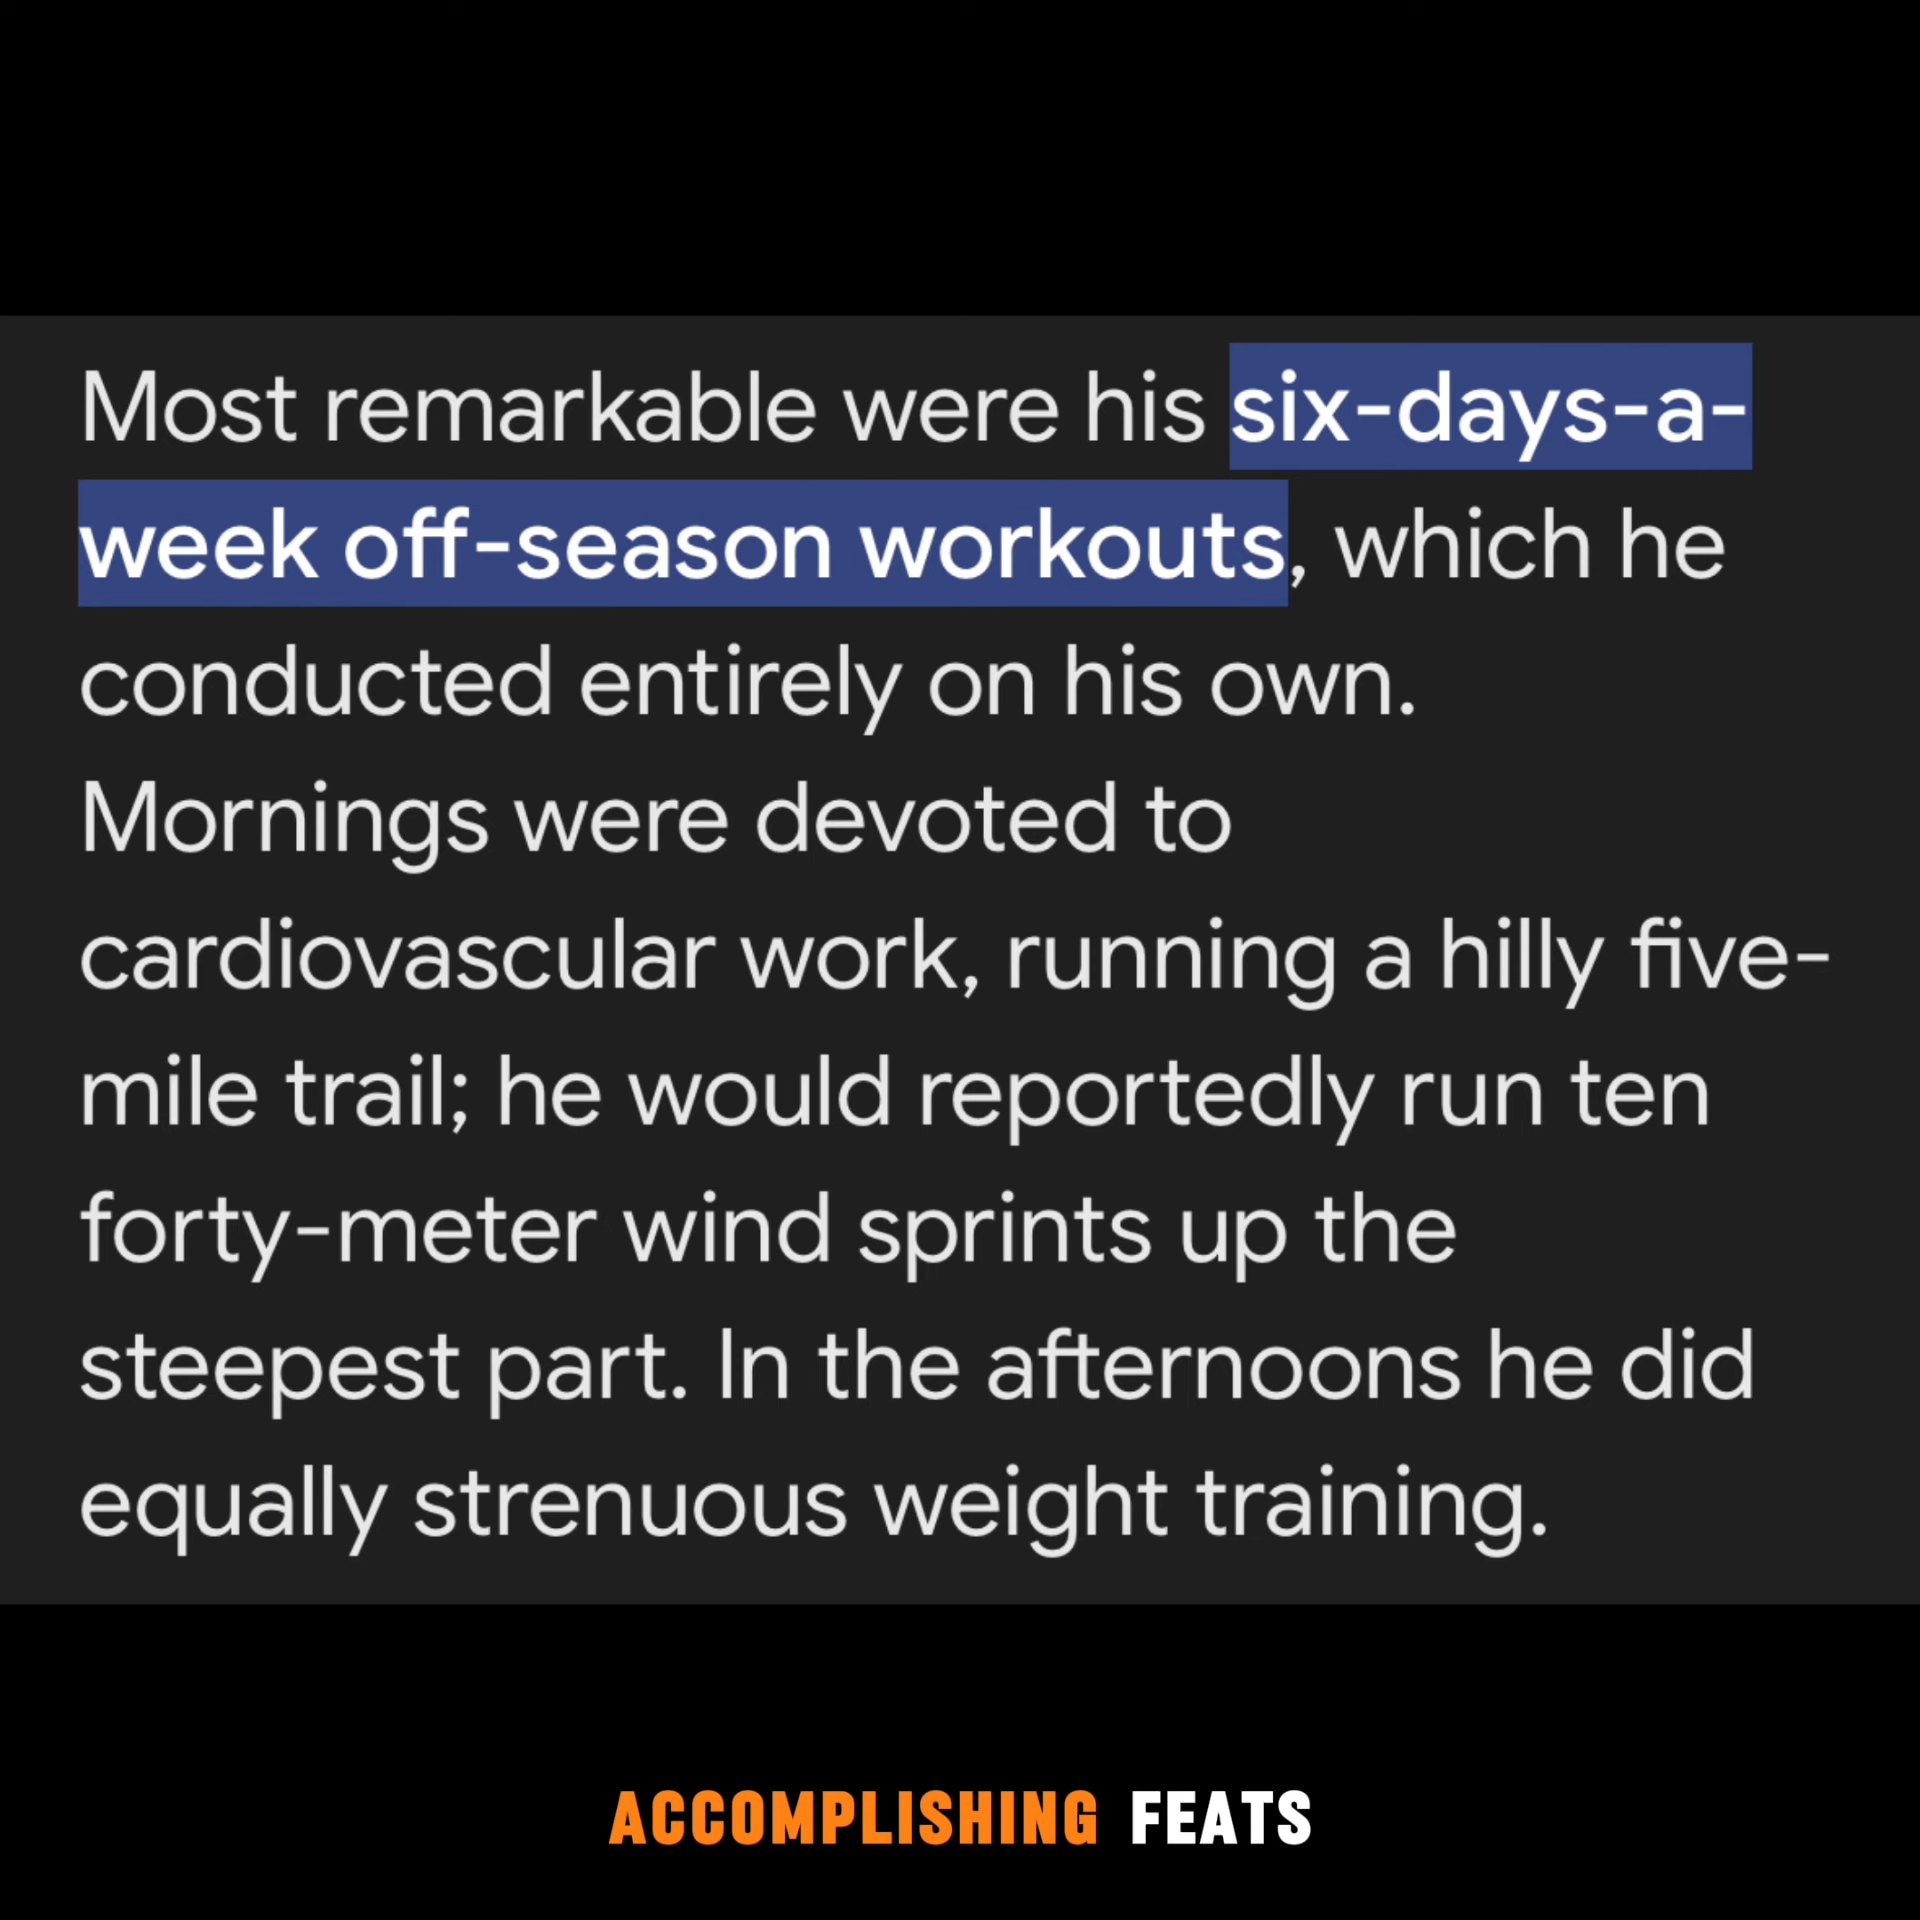 Most remarkable were his six-days-a-
week off-season workouts, which he
conducted entirely on his own.
Mornings were devoted to
cardiovascular work, running a hilly five-
mile trail; he would reportedly run ten
forty-meter wind sprints up the
steepest part. In the afternoons he did
equally strenuous weight training.
ACCOMPLISHING FEATS